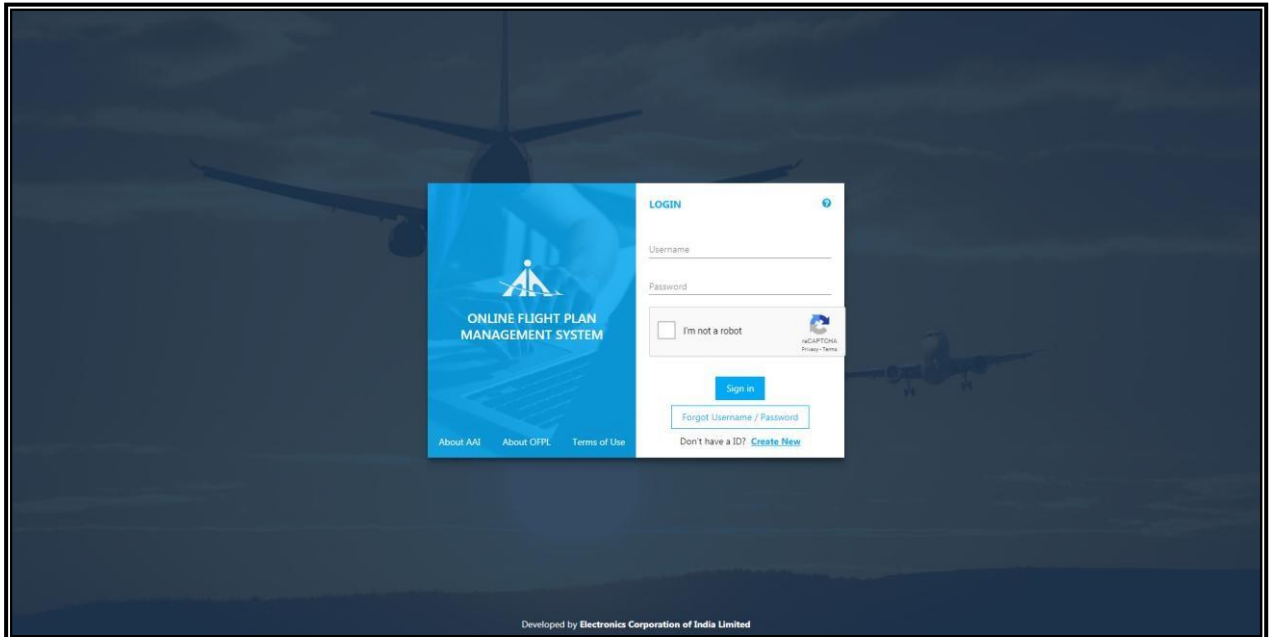 ONLINE FLIGHT PLAN
MANAGEMENT SYSTEM
About AAI About OFPL Terms of Use
LOGIN
Username
Password
I'm not a robot
reCAPTCHA
Privacy - Terms
Sign in
Forgot Username / Password
Don't have a ID? Create New
Developed by Electronics Corporation of India Limited